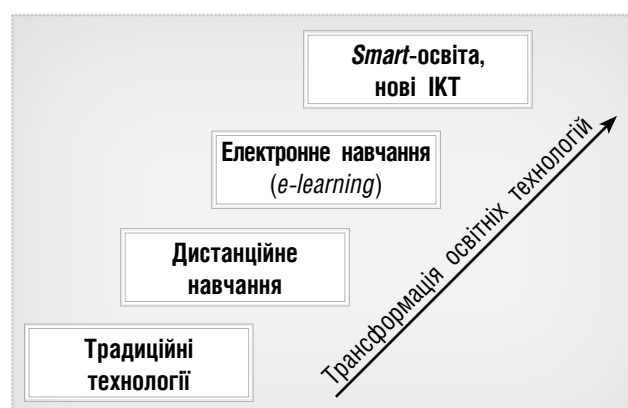 Smart-освіта,
нові ІКТ
Електронне навчання
(e-learning)
Дистанційне
навчання
Традиційні
технології
Трансформація освітніх технологій